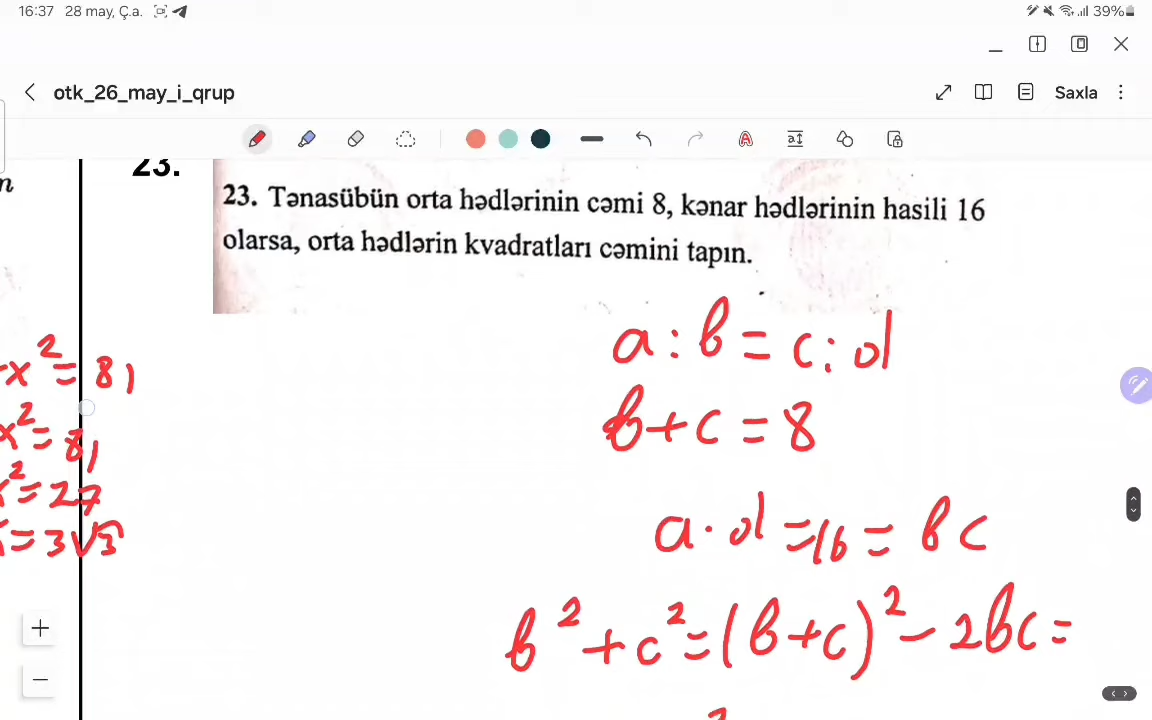 16:37 28 may, Ç.a. 39%
otk_26_may_i_qrup
Saxla
23.
23. Tənasübün orta hədlərinin cəmi 8, kənar hədlərinin hasili 16
olarsa, orta hədlərin kvadratları cəmini tapın.
a : b = c : d
b + c = 8
a · d = 16 = bc
b² + c² = (b + c)² - 2bc =
x² = 81
x² = 81
x² = 27
x = 3√3